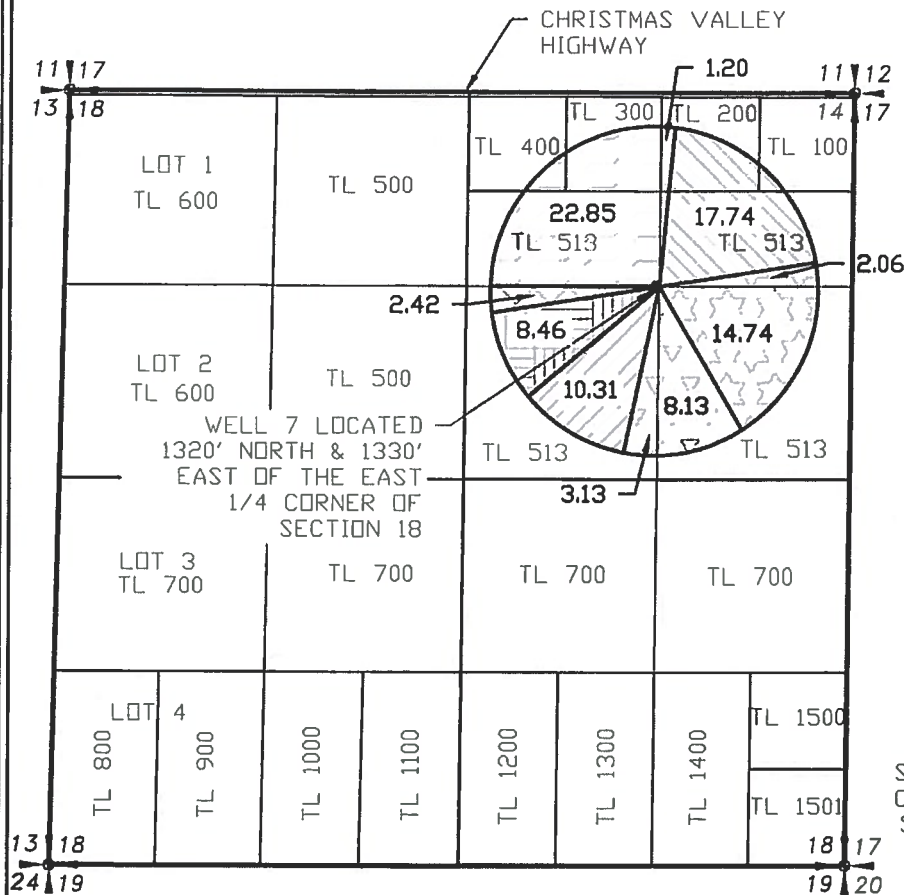 CHRISTMAS VALLEY
HIGHWAY
11 17
13 18
1.20
11 12
14 17
LOT 1
TL 600
TL 500
TL 400
TL 300
TL 200
TL 100
22.85
TL 513
17.74
TL 513
2.06
2.42
8.46
14.74
LOT 2
TL 600
TL 500
10.31
8.13
WELL 7 LOCATED
1320' NORTH & 1330'
EAST OF THE EAST
1/4 CORNER OF
SECTION 18
TL 513
TL 513
3.13
LOT 3
TL 700
TL 700
TL 700
TL 700
LOT 4
TL 800
TL 900
TL 1000
TL 1100
TL 1200
TL 1300
TL 1400
TL 1500
TL 1501
13 18
24 19
18 17
19 20